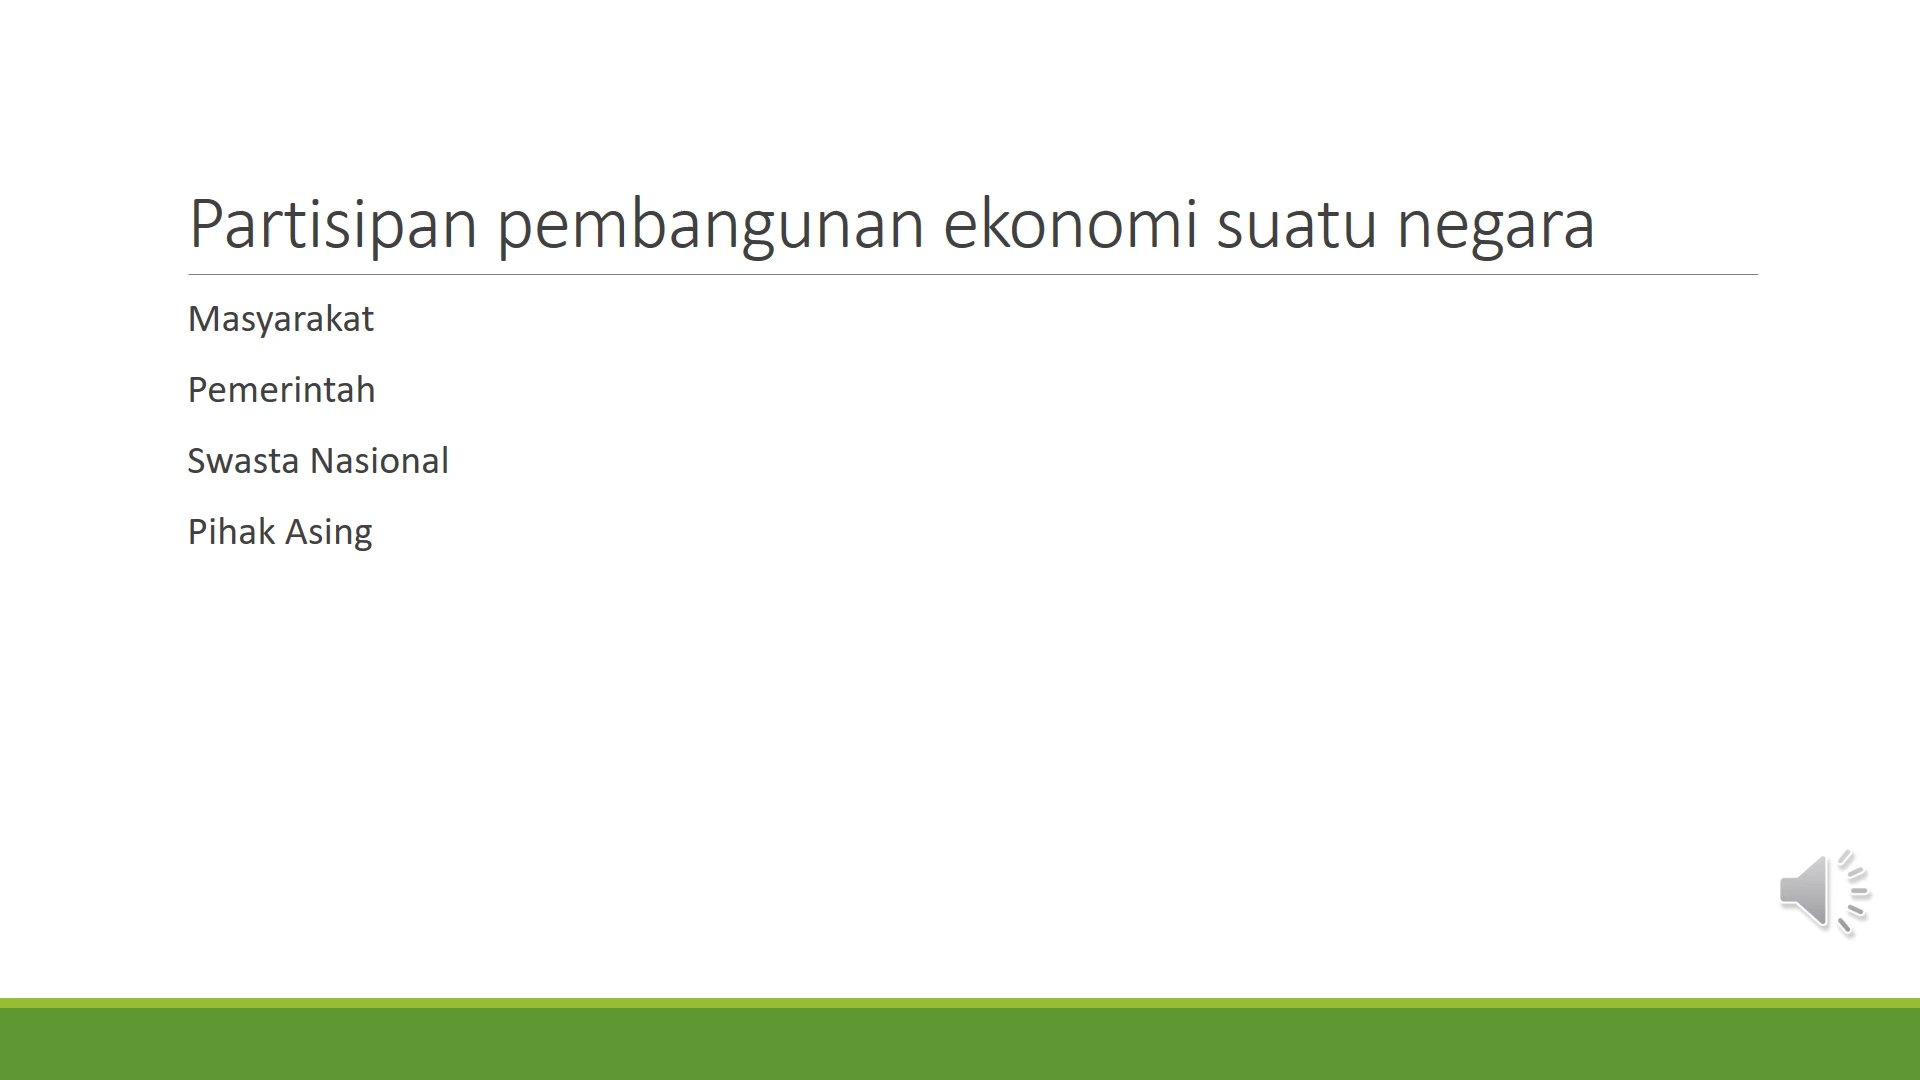 Partisipan pembangunan ekonomi suatu negara
Masyarakat
Pemerintah
Swasta Nasional
Pihak Asing